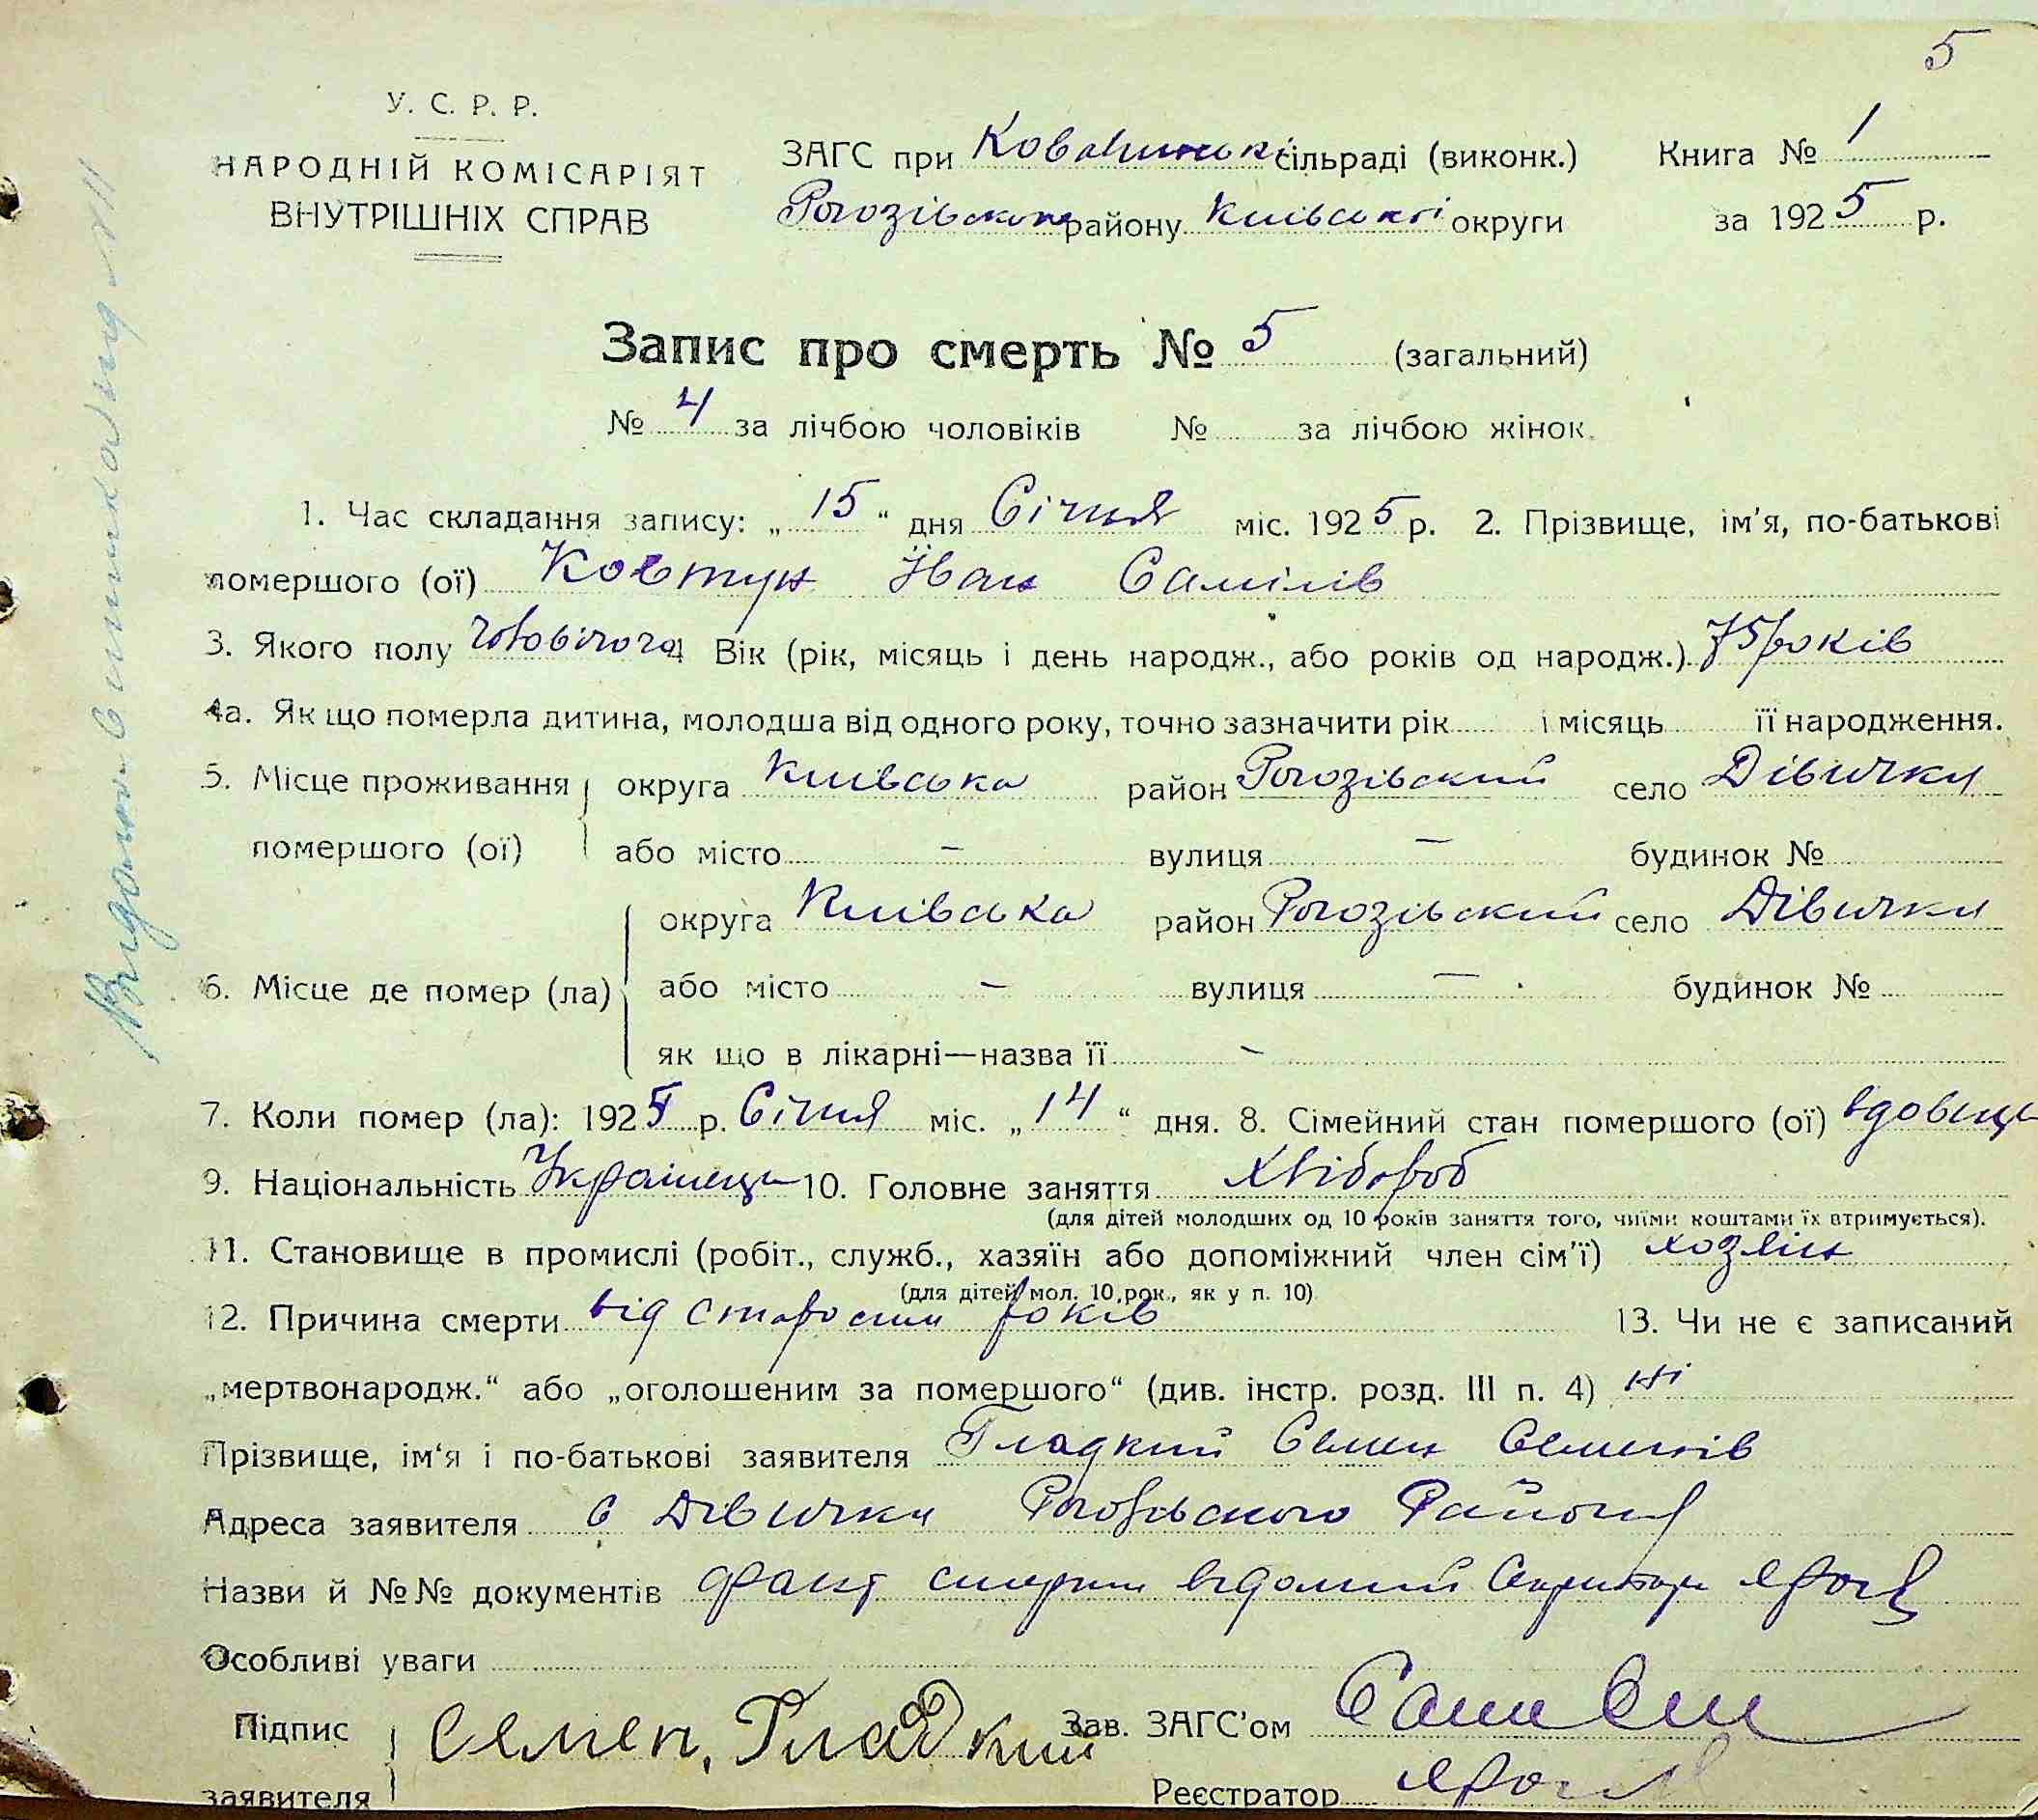 5
У. С. Р. Р.
НАРОДНІЙ КОМІСАРІЯТ
ВНУТРІШНІХ СПРАВ
ЗАГС при сільраді (виконк.) Книга № 1
району Київської округи за 1925 р.
Запис про смерть № 5 (загальний)
№ 4 за лічбою чоловіків № за лічбою жінок.
1. Час складання запису: „ 15 “ дня Січня міс. 1925 р. 2. Прізвище, ім'я, по-батькові
помершого (ої) Ковтун Іван Самілів
3. Якого полу чоловічого 4 Вік (рік, місяць і день народж., або років од народж.) 75 років
4а. Як що померла дитина, молодша від одного року, точно зазначити рік і місяць її народження.
5. Місце проживання округа Київська район Рогозівский село Дівички
помершого (ої) або місто – вулиця – будинок №
округа Київська район Рогозівский село Дівички
6. Місце де помер (ла) або місто – вулиця – будинок №
як що в лікарні—назва її –
7. Коли помер (ла): 1925 р. Січня міс. „ 14 “ дня. 8. Сімейний стан помершого (ої) вдовець
9. Національність Українець 10. Головне заняття хлібороб
(для дітей молодших од 10 років заняття того, чиїми коштами їх втримується).
11. Становище в промислі (робіт., служб., хазяїн або допоміжний член сім'ї) хозяїн
(для дітей мол. 10 рок., як у п. 10)
12. Причина смерти від старости років 13. Чи не є записаний
„мертвонародж.“ або „оголошеним за помершого“ (див. інстр. розд. III п. 4) ні
Прізвище, ім'я і по-батькові заявителя Гладкий Семен Семенів
Адреса заявителя с Дівички Рогозівського Району
Назви й №№ документів факт смерти відомий Секретарь
Особливі уваги
Підпис Семен, Гладкий Зав. ЗАГС'ом
заявителя Реєстратор